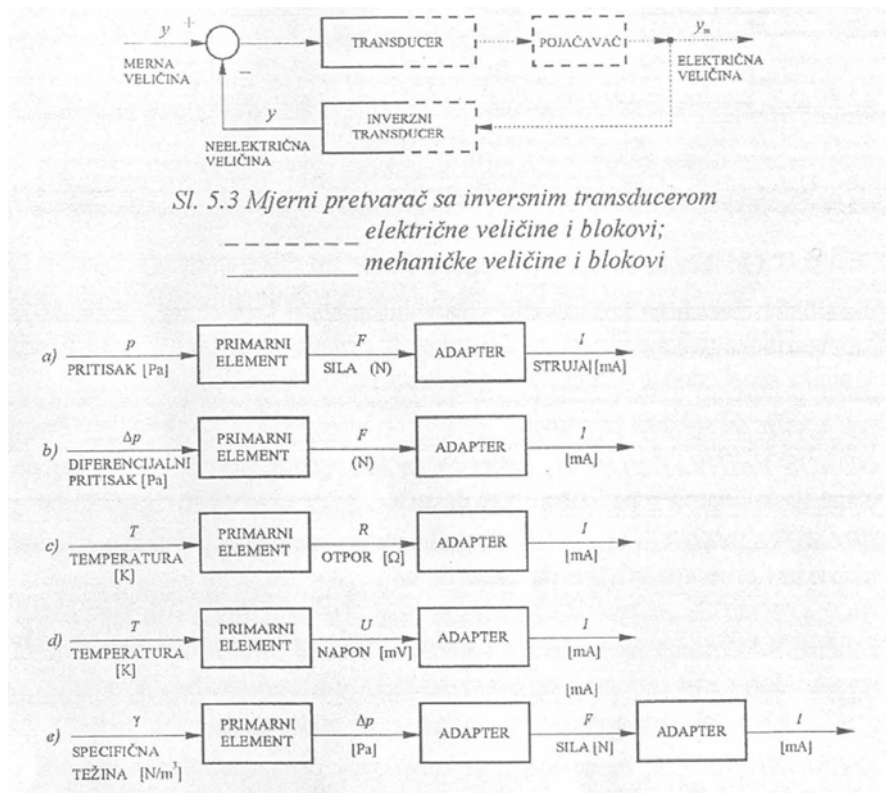 y +
TRANSDUCER
POJAČAVAČ
y_m
MERNA
VELIČINA
ELEKTRIČNA
VELIČINA
−
y
INVERZNI
TRANSDUCER
NEELEKTRIČNA
VELIČINA
Sl. 5.3 Mjerni pretvarač sa inversnim transducerom
električne veličine i blokovi;
mehaničke veličine i blokovi
a) p
PRITISAK [Pa]
PRIMARNI
ELEMENT
F
SILA (N)
ADAPTER
I
STRUJA [mA]
b) Δp
DIFERENCIJALNI
PRITISAK [Pa]
PRIMARNI
ELEMENT
F
(N)
ADAPTER
I
[mA]
c) T
TEMPERATURA
[K]
PRIMARNI
ELEMENT
R
OTPOR [Ω]
ADAPTER
I
[mA]
d) T
TEMPERATURA
[K]
PRIMARNI
ELEMENT
U
NAPON [mV]
ADAPTER
I
[mA]
[mA]
e) γ
SPECIFIČNA
TEŽINA [N/m³]
PRIMARNI
ELEMENT
Δp
[Pa]
ADAPTER
F
SILA [N]
ADAPTER
I
[mA]